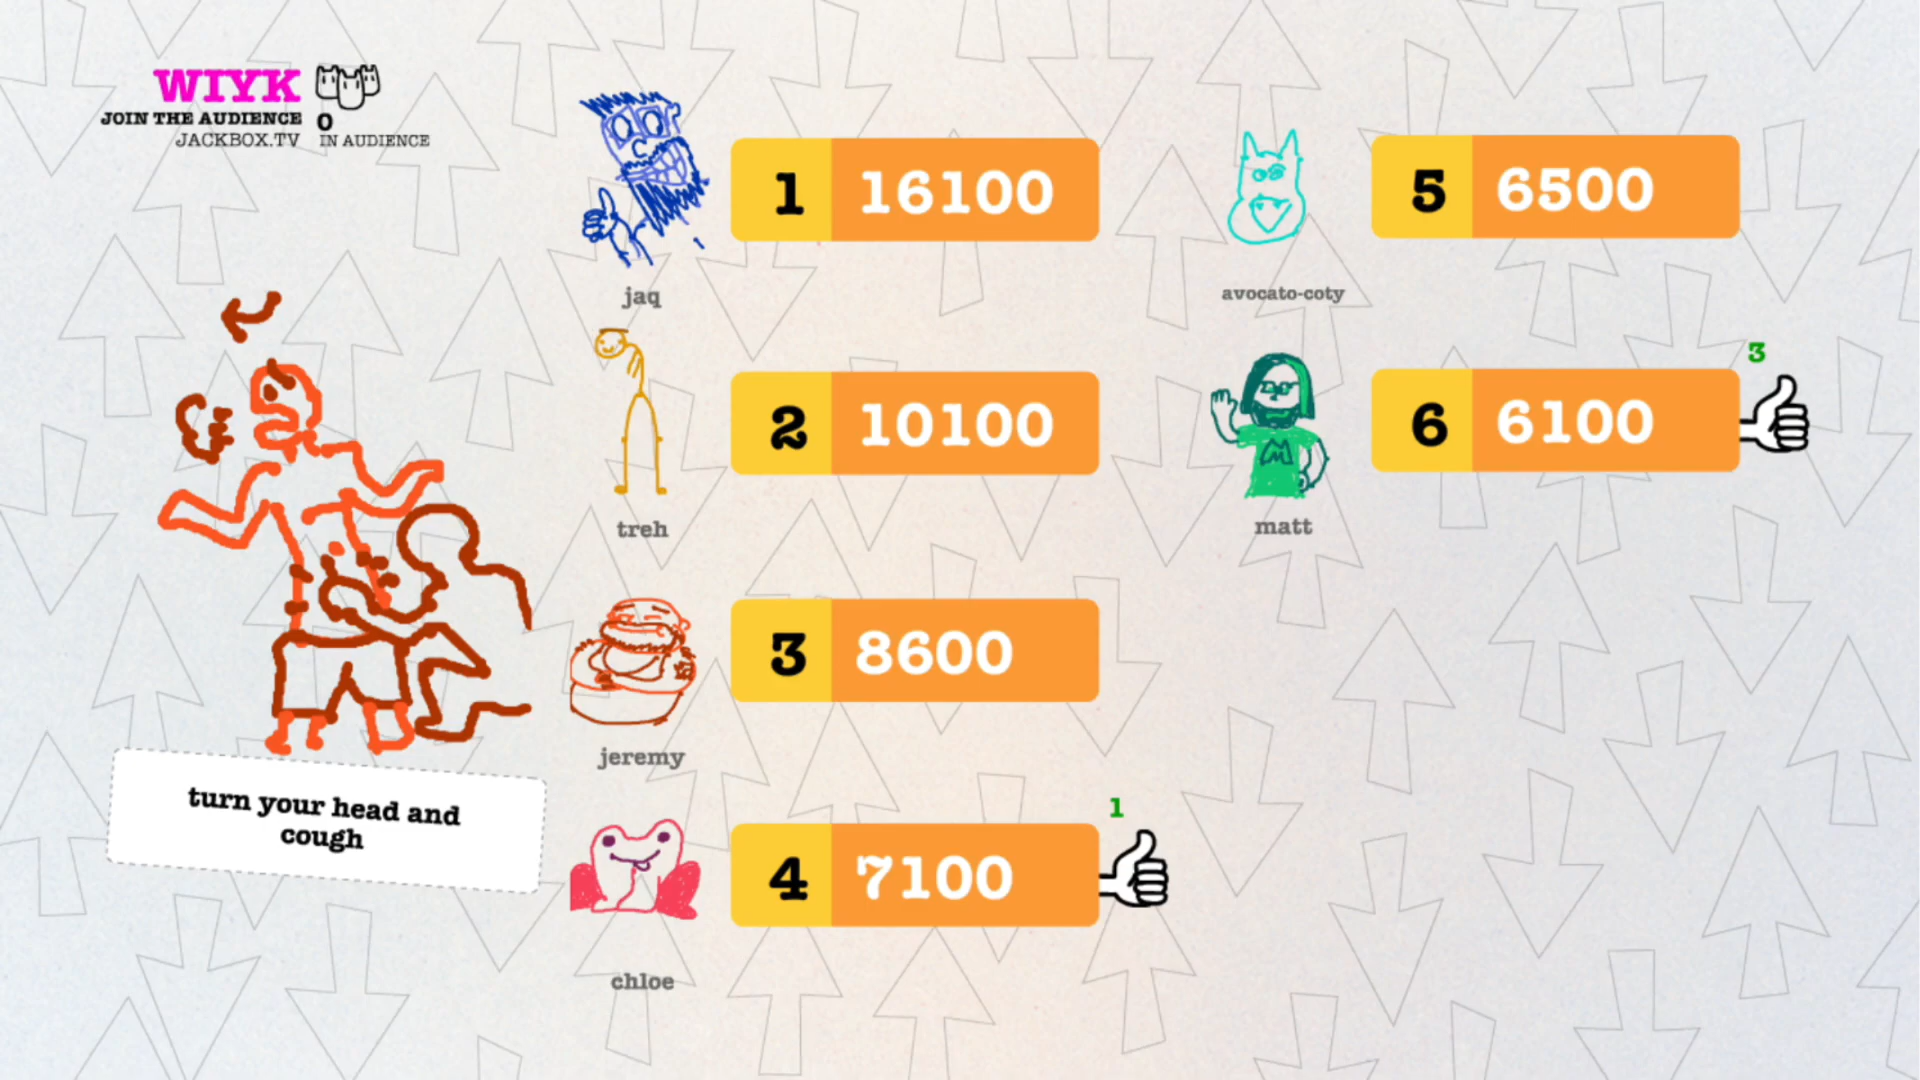 WIYK
JOIN THE AUDIENCE
JACKBOX.TV
0
IN AUDIENCE
turn your head and
cough
1 16100
jaq
2 10100
treh
3 8600
jeremy
4 7100
1
chloe
5 6500
avocato-coty
6 6100
3
M
matt